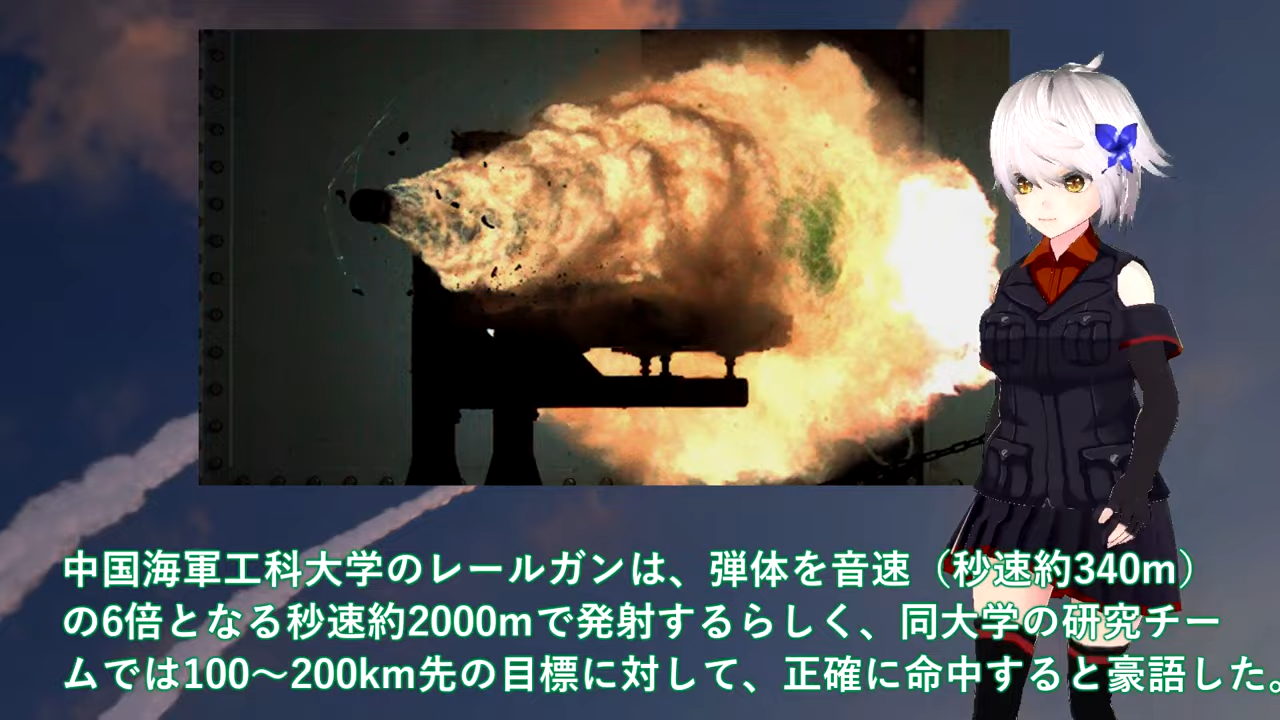 中国海軍工科大学のレールガンは、弾体を音速（秒速約340m）
の6倍となる秒速約2000mで発射するらしく、同大学の研究チー
ムでは100～200km先の目標に対して、正確に命中すると豪語した。